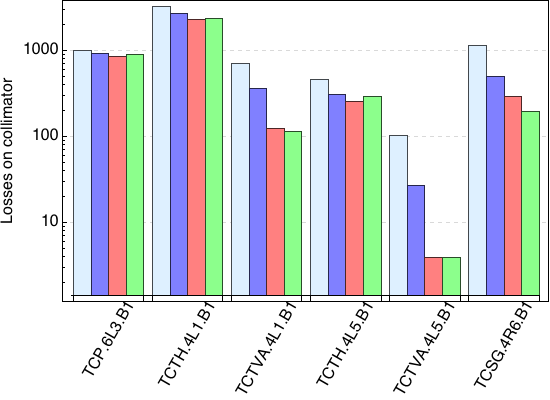 Losses on collimator
1000
100
10
TCP.6L3.B1
TCTH.4L1.B1
TCTVA.4L1.B1
TCTH.4L5.B1
TCTVA.4L5.B1
TCSG.4R6.B1